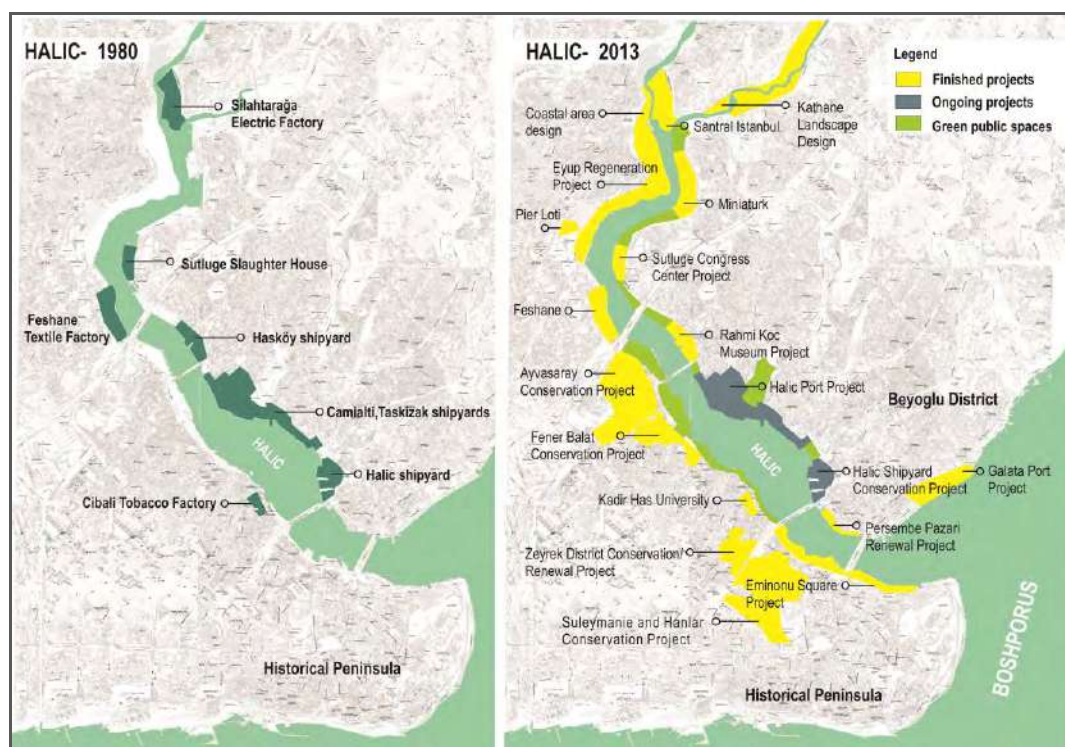 HALIC- 1980
Silahtarağa
Electric Factory
Sutluge Slaughter House
Feshane
Textile Factory
Hasköy shipyard
Camialti,Taskizak shipyards
HALIC
Halic shipyard
Cibali Tobacco Factory
Historical Peninsula
HALIC- 2013
Legend
Finished projects
Ongoing projects
Green public spaces
Coastal area
design
Santral Istanbul
Kathane
Landscape
Design
Eyup Regeneration
Project
Miniaturk
Pier Loti
Sutluge Congress
Center Project
Feshane
Rahmi Koc
Museum Project
Ayvasaray
Conservation Project
Halic Port Project
Beyoglu District
Fener Balat
Conservation Project
HALIC
Halic Shipyard
Conservation Project
Galata Port
Project
Kadir Has University
Persembe Pazari
Renewal Project
Zeyrek District Conservation/
Renewal Project
Eminonu Square
Project
Suleymanie and Hanlar
Conservation Project
Historical Peninsula
BOSHPORUS